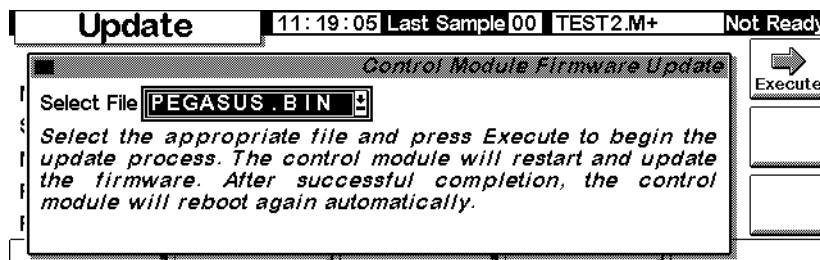 Update 11:19:05 Last Sample 00 TEST2.M+ Not Ready
Control Module Firmware Update
Execute
Select File PEGASUS.BIN
Select the appropriate file and press Execute to begin the
update process. The control module will restart and update
the firmware. After successful completion, the control
module will reboot again automatically.